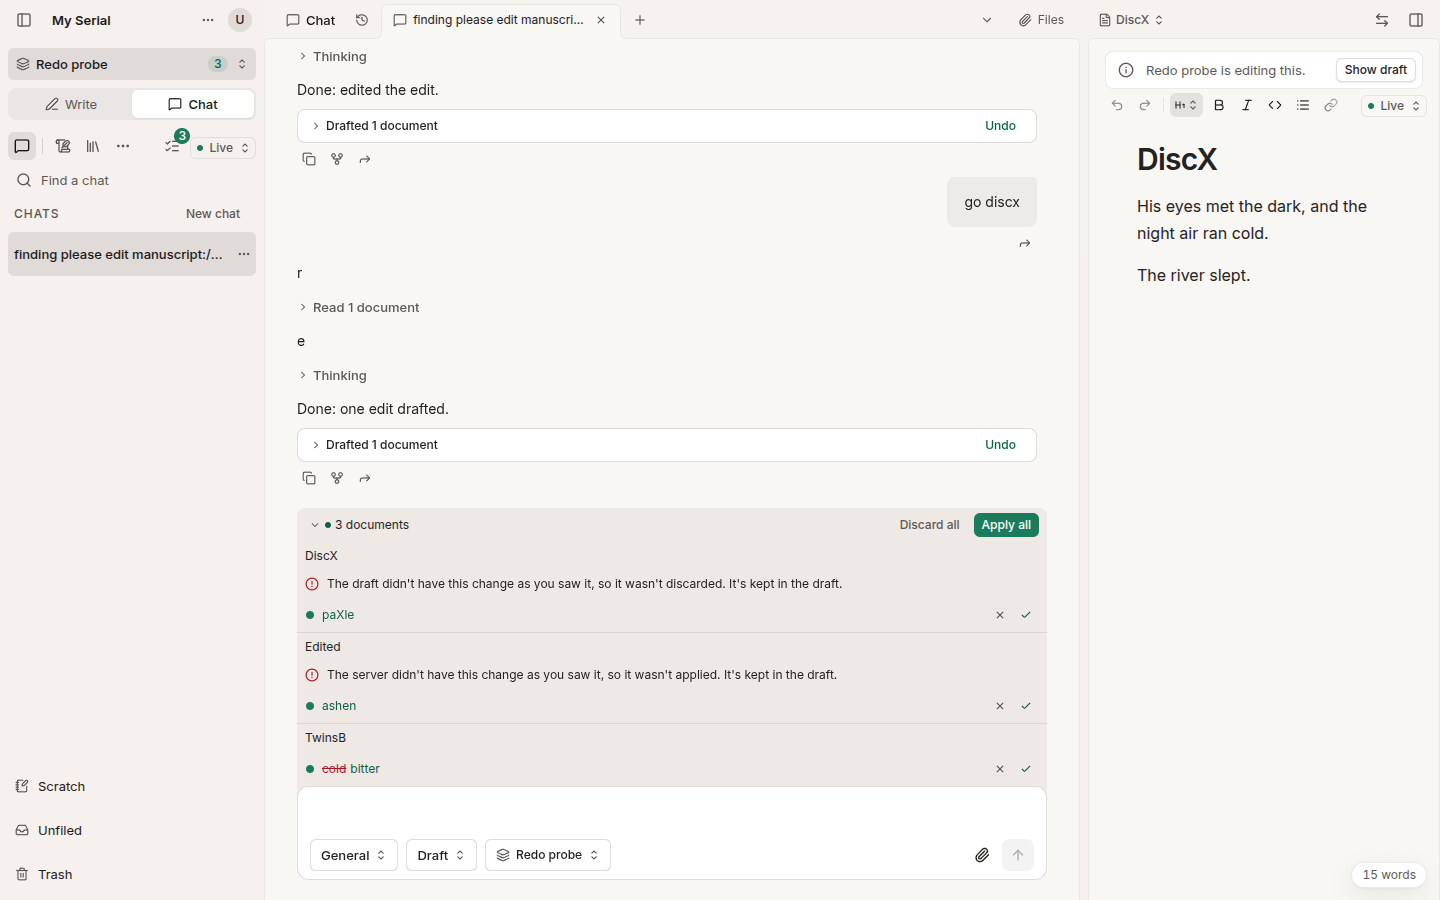 My Serial
U
Redo probe
3
Write
Chat
3
Live
Find a chat
CHATS
New chat
finding please edit manuscript:/...
Scratch
Unfiled
Trash
Chat
finding please edit manuscri...
Files
Thinking
Done: edited the edit.
Drafted 1 document
Undo
go discx
r
Read 1 document
e
Thinking
Done: one edit drafted.
Drafted 1 document
Undo
3 documents
Discard all
Apply all
DiscX
The draft didn't have this change as you saw it, so it wasn't discarded. It's kept in the draft.
paXle
Edited
The server didn't have this change as you saw it, so it wasn't applied. It's kept in the draft.
ashen
TwinsB
cold bitter
General
Draft
Redo probe
DiscX
Redo probe is editing this.
Show draft
H1
B
I
Live
DiscX
His eyes met the dark, and the
night air ran cold.
The river slept.
15 words